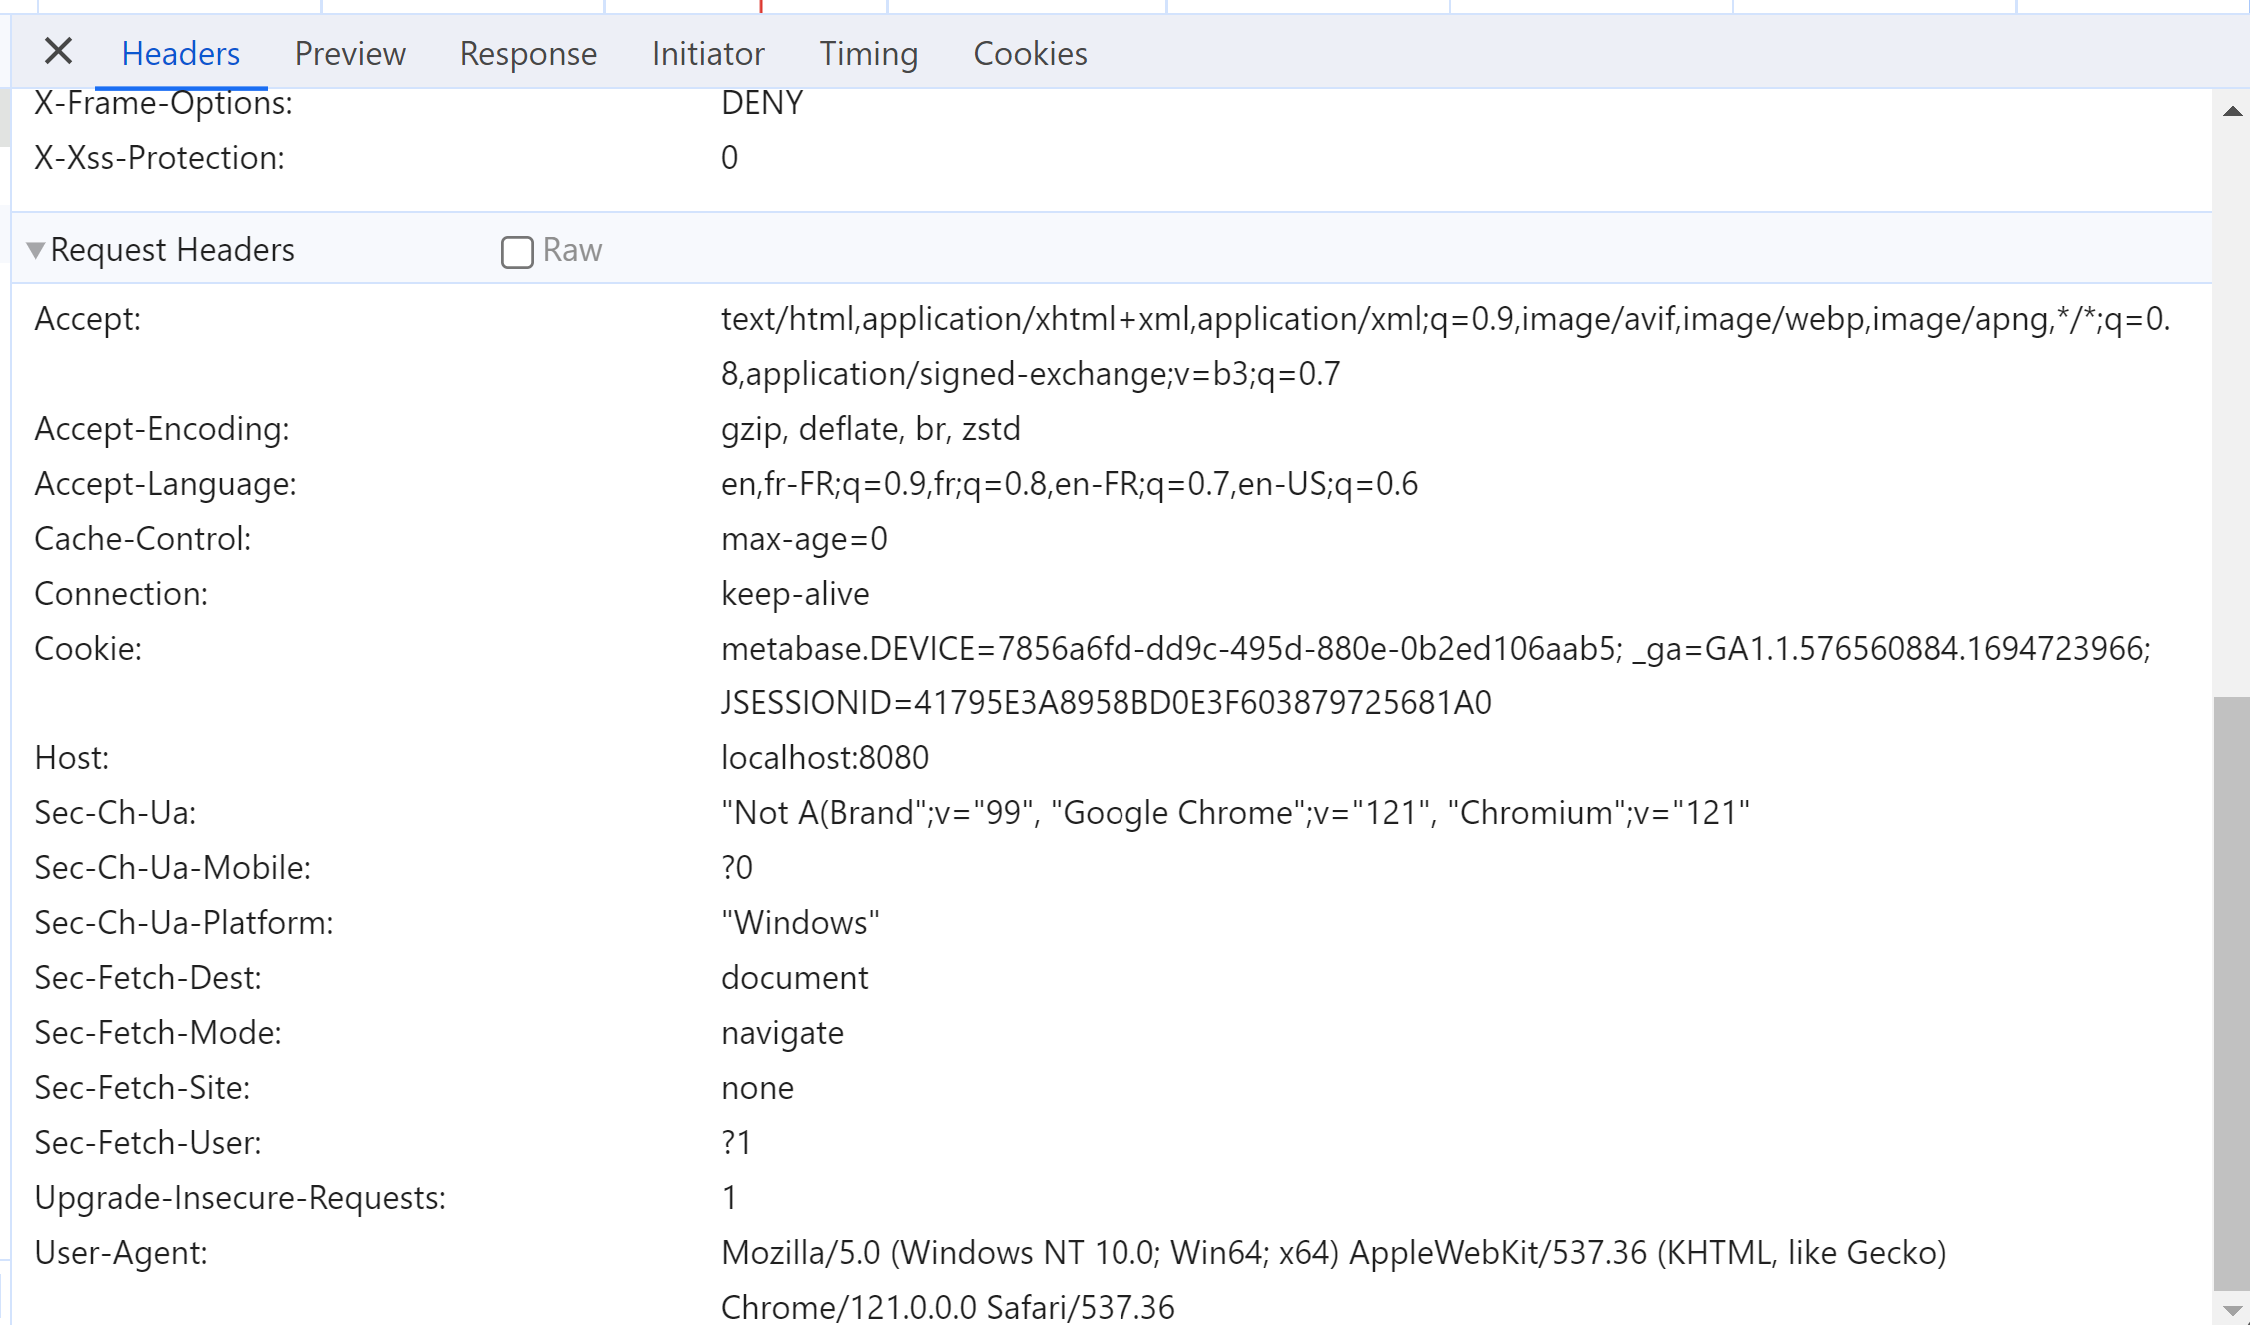 Headers Preview Response Initiator Timing Cookies
X-Frame-Options: DENY
X-Xss-Protection: 0
Request Headers Raw
Accept: text/html,application/xhtml+xml,application/xml;q=0.9,image/avif,image/webp,image/apng,*/*;q=0.
8,application/signed-exchange;v=b3;q=0.7
Accept-Encoding: gzip, deflate, br, zstd
Accept-Language: en,fr-FR;q=0.9,fr;q=0.8,en-FR;q=0.7,en-US;q=0.6
Cache-Control: max-age=0
Connection: keep-alive
Cookie: metabase.DEVICE=7856a6fd-dd9c-495d-880e-0b2ed106aab5; _ga=GA1.1.576560884.1694723966;
JSESSIONID=41795E3A8958BD0E3F603879725681A0
Host: localhost:8080
Sec-Ch-Ua: "Not A(Brand";v="99", "Google Chrome";v="121", "Chromium";v="121"
Sec-Ch-Ua-Mobile: ?0
Sec-Ch-Ua-Platform: "Windows"
Sec-Fetch-Dest: document
Sec-Fetch-Mode: navigate
Sec-Fetch-Site: none
Sec-Fetch-User: ?1
Upgrade-Insecure-Requests: 1
User-Agent: Mozilla/5.0 (Windows NT 10.0; Win64; x64) AppleWebKit/537.36 (KHTML, like Gecko)
Chrome/121.0.0.0 Safari/537.36